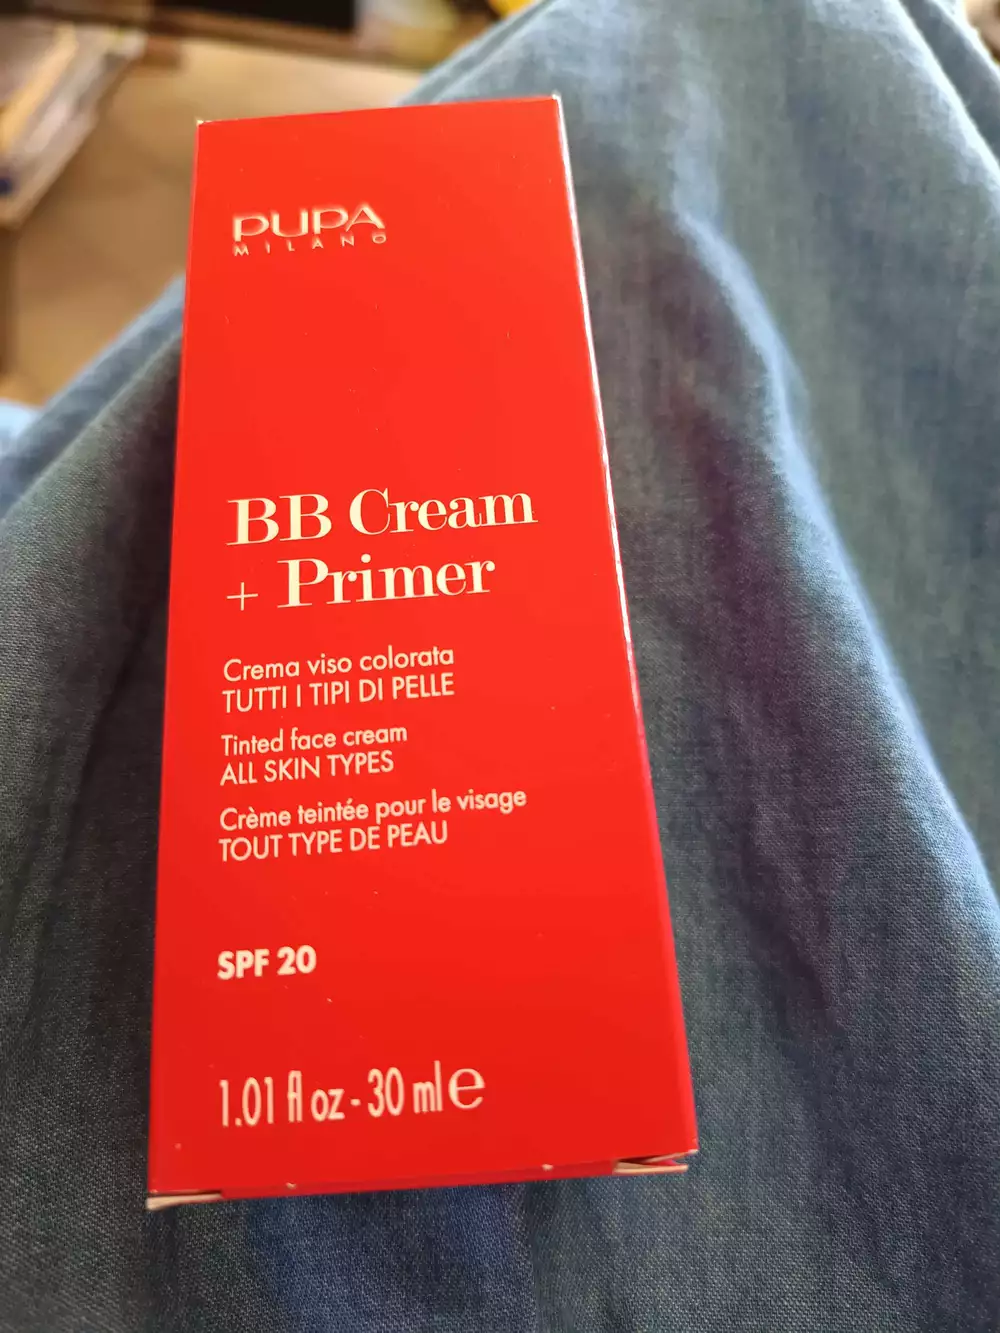 PUPA
MILANO
BB Cream
+ Primer
Crema viso colorata
TUTTI I TIPI DI PELLE
Tinted face cream
ALL SKIN TYPES
Crème teintée pour le visage
TOUT TYPE DE PEAU
SPF 20
1.01 fl oz - 30 ml ℮